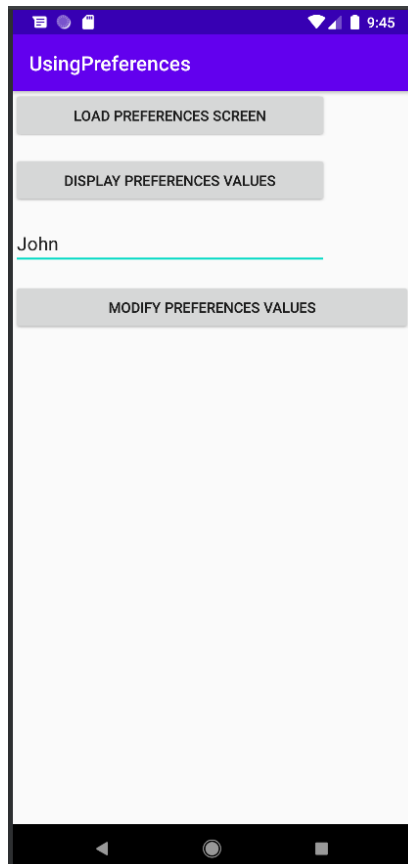 9:45
UsingPreferences
LOAD PREFERENCES SCREEN
DISPLAY PREFERENCES VALUES
John
MODIFY PREFERENCES VALUES